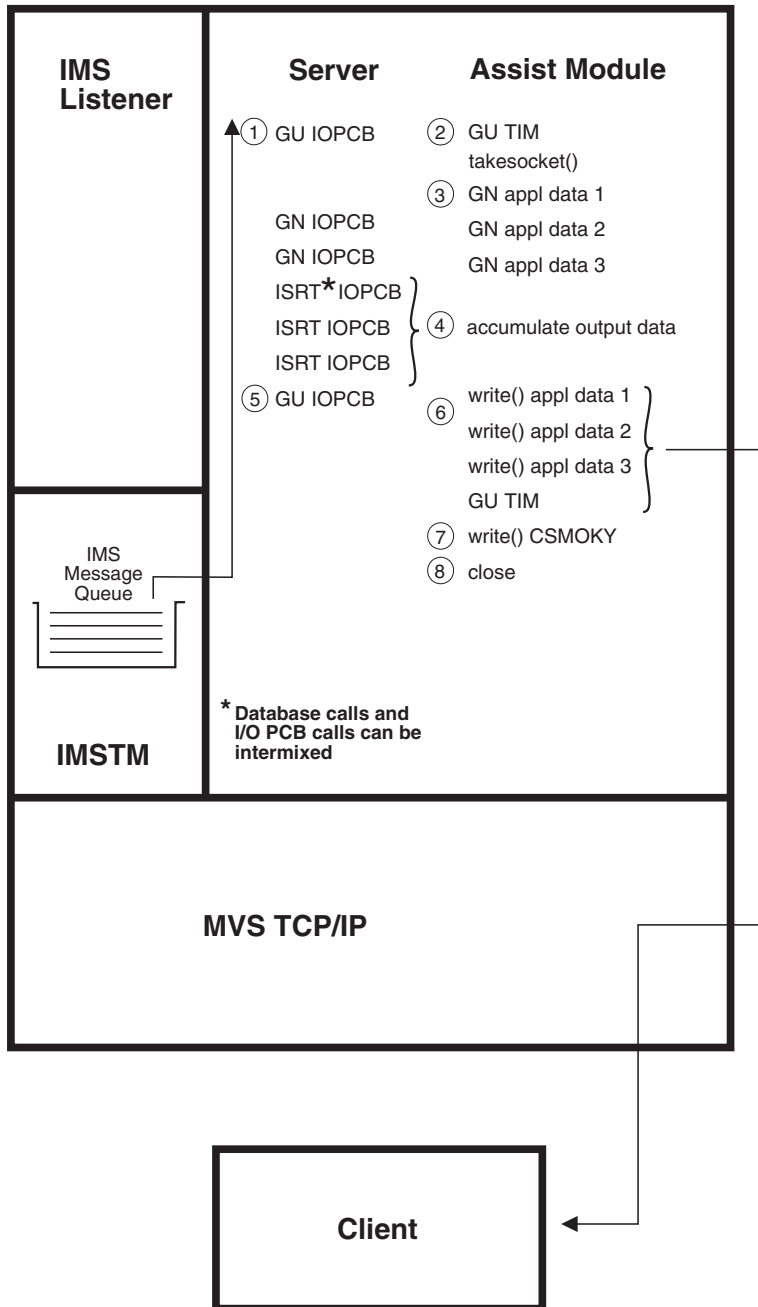 IMS
Listener
Server
Assist Module
1 GU IOPCB
2 GU TIM
takesocket()
3 GN appl data 1
GN IOPCB
GN appl data 2
GN IOPCB
GN appl data 3
ISRT* IOPCB
ISRT IOPCB
4 accumulate output data
ISRT IOPCB
5 GU IOPCB
6 write() appl data 1
write() appl data 2
write() appl data 3
GU TIM
7 write() CSMOKY
8 close
IMS
Message
Queue
* Database calls and
I/O PCB calls can be
intermixed
IMSTM
MVS TCP/IP
Client